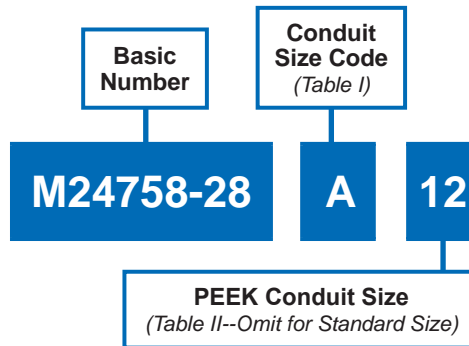 Basic
Number
Conduit
Size Code
(Table I)
M24758-28
A
12
PEEK Conduit Size
(Table II--Omit for Standard Size)